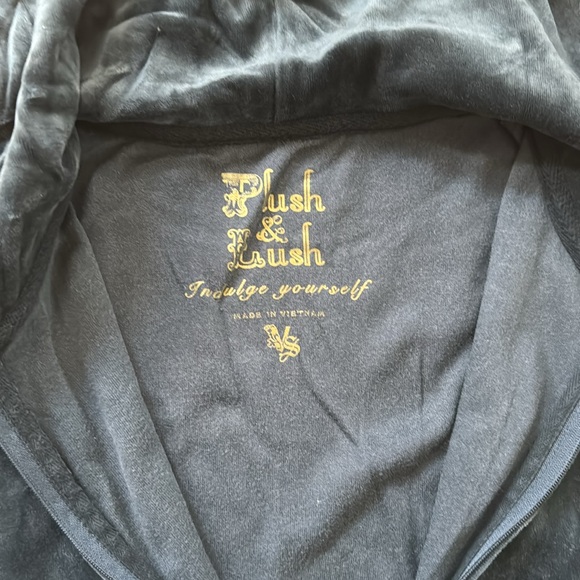 Plush
&
Lush
Indulge yourself
MADE IN VIETNAM
VS